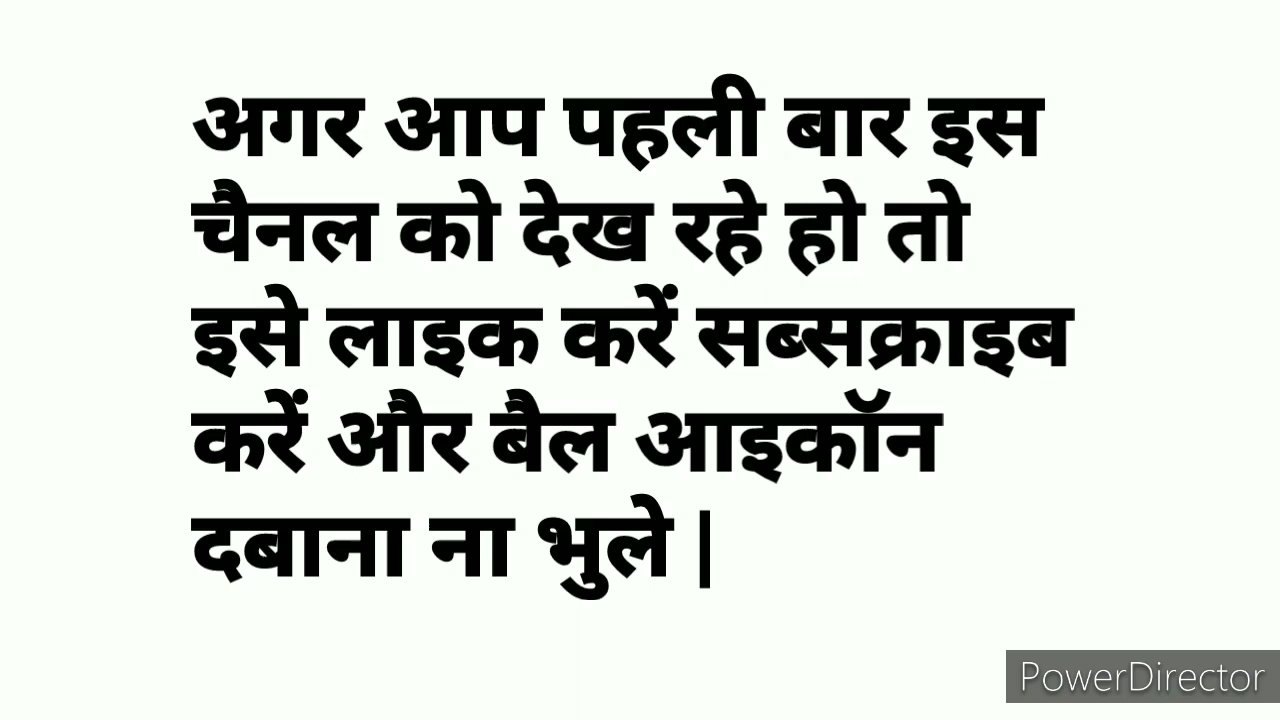 अगर आप पहली बार इस
चैनल को देख रहे हो तो
इसे लाइक करें सब्सक्राइब
करें और बैल आइकॉन
दबाना ना भुले |
PowerDirector